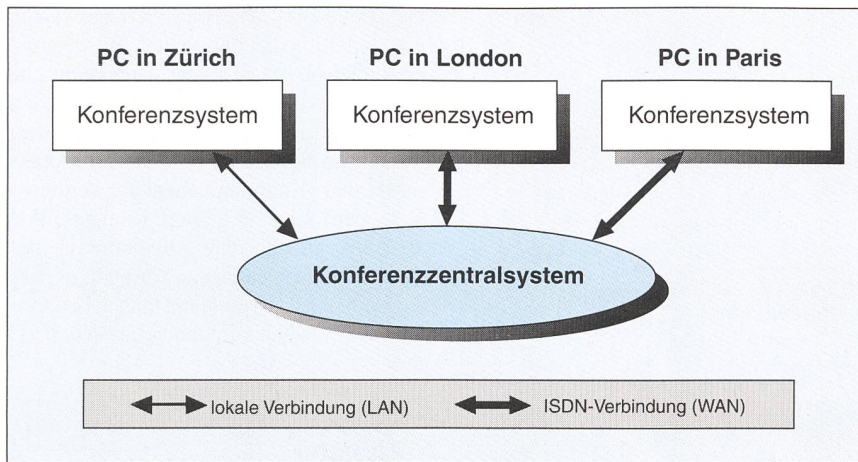 PC in Zürich PC in London PC in Paris
Konferenzsystem Konferenzsystem Konferenzsystem
Konferenzzentralsystem
lokale Verbindung (LAN) ISDN-Verbindung (WAN)